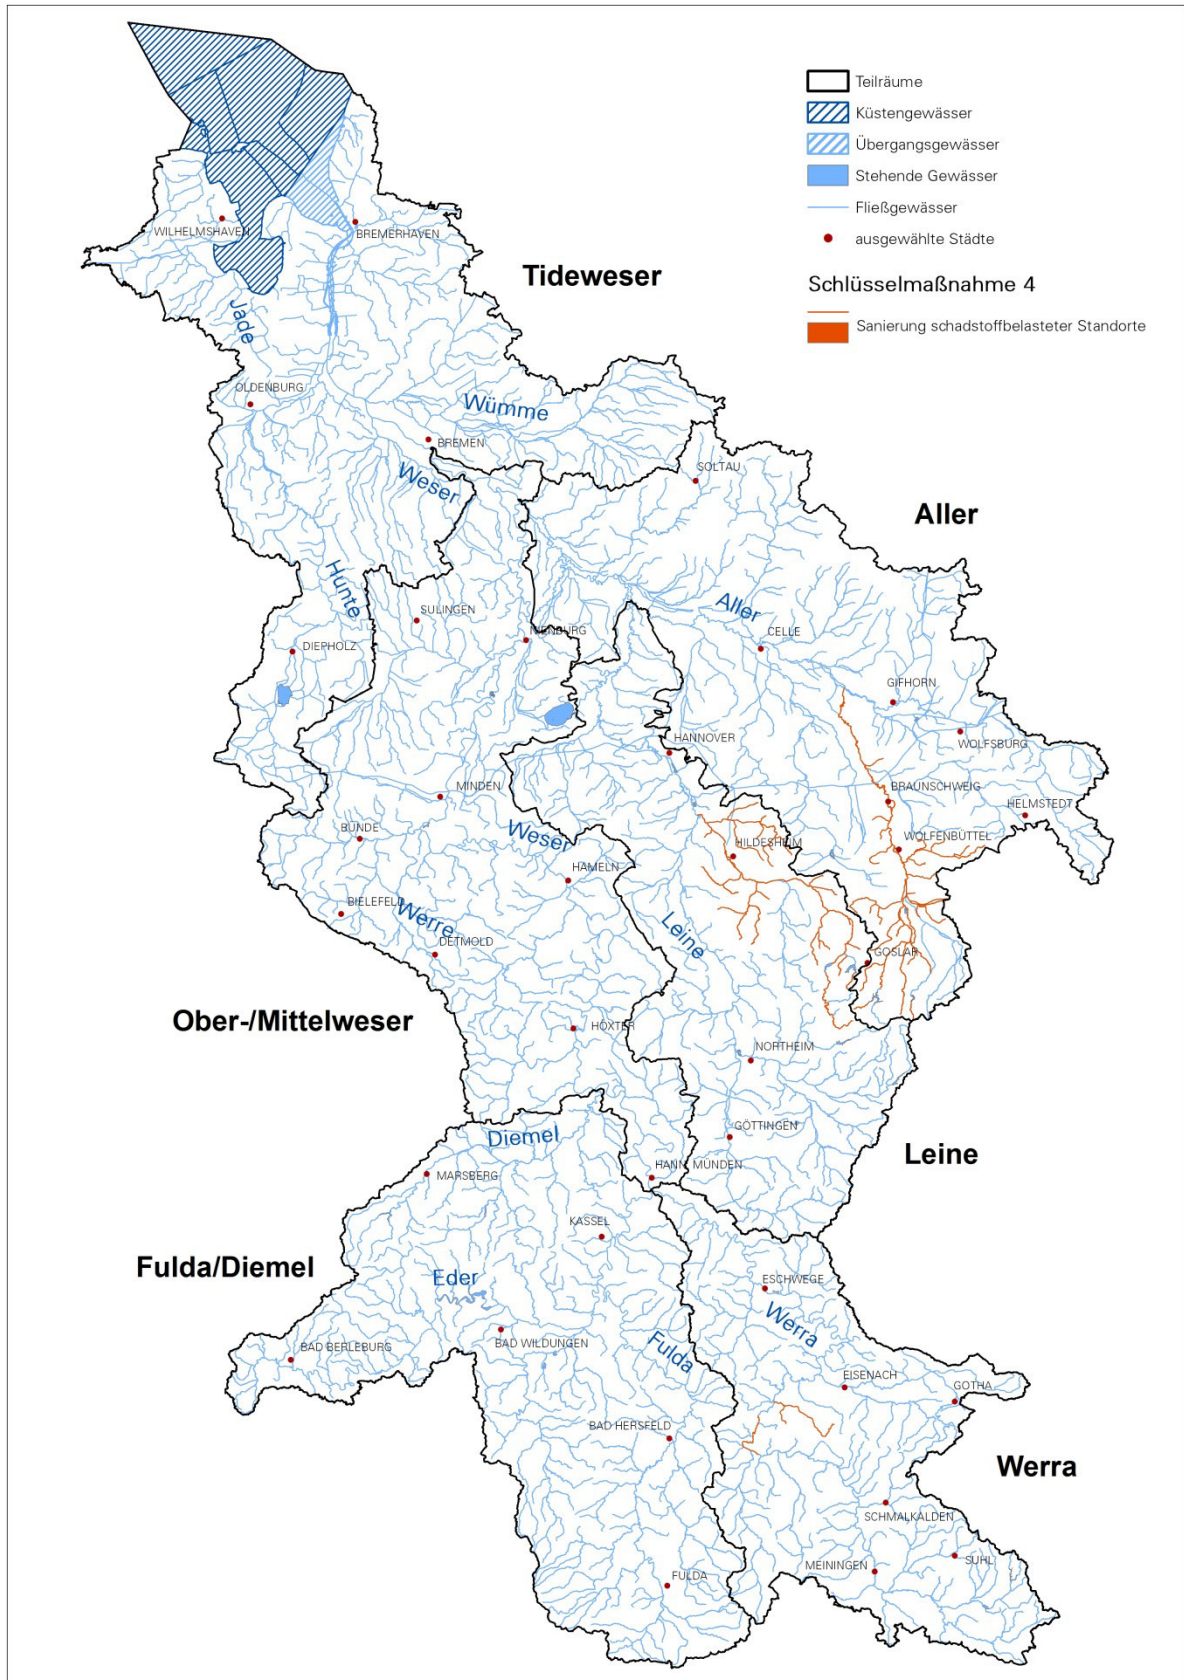 Teilräume
Küstengewässer
Übergangsgewässer
Stehende Gewässer
Fließgewässer
ausgewählte Städte
Schlüsselmaßnahme 4
Sanierung schadstoffbelasteter Standorte
WILHELMSHAVEN
BREMERHAVEN
Tideweser
Jade
OLDENBURG
Wümme
BREMEN
Weser
SOLTAU
Aller
Hunte
SULINGEN
Aller
NIENBURG
CELLE
DIEPHOLZ
GIFHORN
HANNOVER
WOLFSBURG
MINDEN
BRAUNSCHWEIG
HELMSTEDT
BÜNDE
Weser
HILDESHEIM
WOLFENBÜTTEL
HAMELN
BIELEFELD
Werre
Leine
DETMOLD
GOSLAR
Ober-/Mittelweser
HÖXTER
NORTHEIM
Diemel
GÖTTINGEN
Leine
MARSBERG
HANN. MÜNDEN
KASSEL
Fulda/Diemel
Eder
ESCHWEGE
Werra
BAD WILDUNGEN
Fulda
BAD BERLEBURG
EISENACH
GOTHA
BAD HERSFELD
Werra
SCHMALKALDEN
MEININGEN
SUHL
FULDA